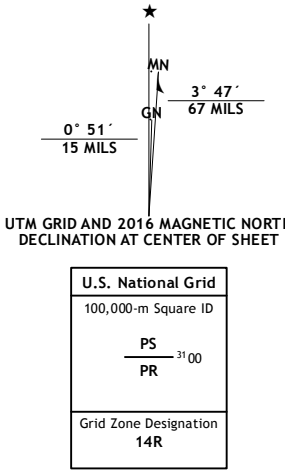 ★
MN
3° 47´
67 MILS
GN
0° 51´
15 MILS
UTM GRID AND 2016 MAGNETIC NORTH
DECLINATION AT CENTER OF SHEET
U.S. National Grid
100,000-m Square ID
PS
3100
PR
Grid Zone Designation
14R